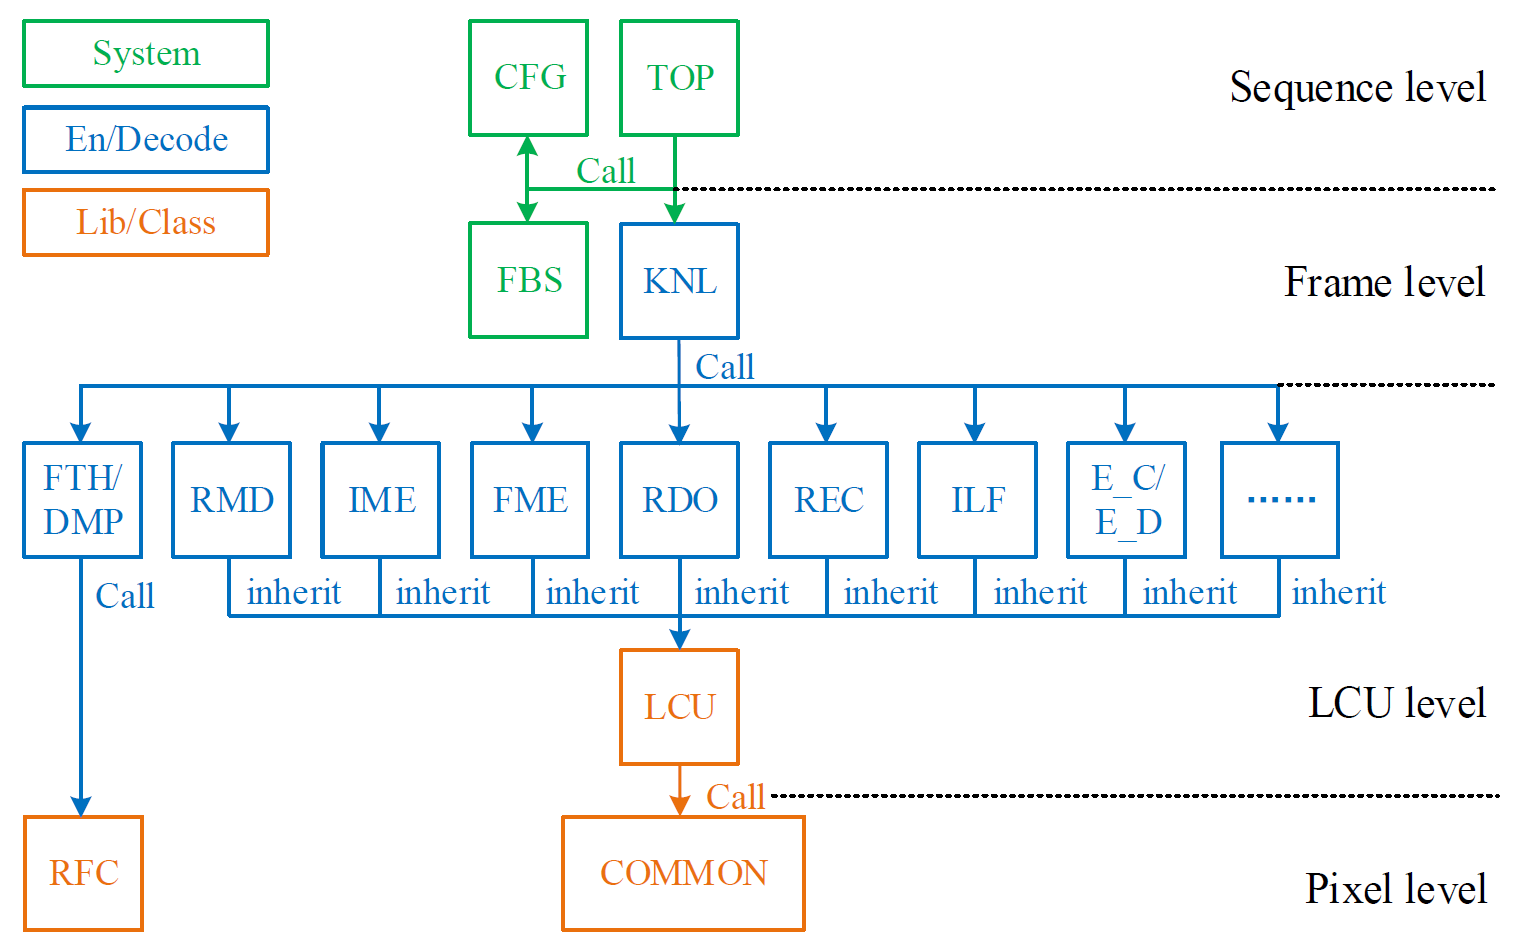 System
En/Decode
Lib/Class
CFG
TOP
Sequence level
Call
FBS
KNL
Frame level
Call
FTH/
DMP
RMD
IME
FME
RDO
REC
ILF
E_C/
E_D
......
Call
inherit
inherit
inherit
inherit
inherit
inherit
inherit
inherit
LCU
LCU level
Call
RFC
COMMON
Pixel level